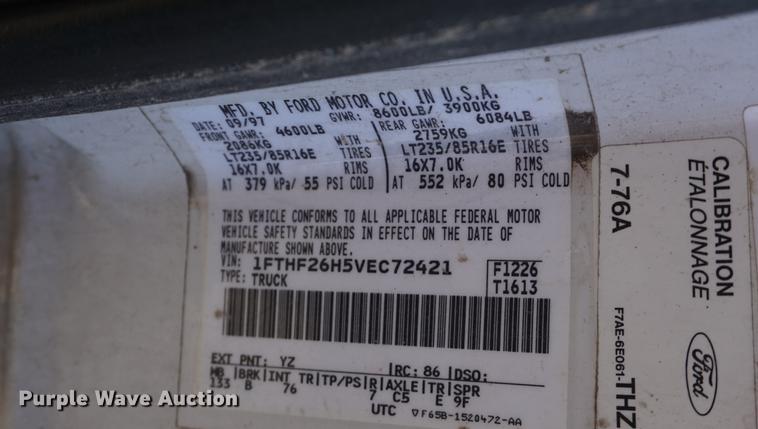 MFD. BY FORD MOTOR CO. IN U.S.A.
DATE: 09/97 GVWR: 8600LB/ 3900KG
FRONT GAWR: 4600LB REAR GAWR: 6084LB
2086KG WITH 2759KG WITH
LT235/85R16E TIRES LT235/85R16E TIRES
16X7.0K RIMS 16X7.0K RIMS
AT 379 kPa/ 55 PSI COLD AT 552 kPa/ 80 PSI COLD
THIS VEHICLE CONFORMS TO ALL APPLICABLE FEDERAL MOTOR
VEHICLE SAFETY STANDARDS IN EFFECT ON THE DATE OF
MANUFACTURE SHOWN ABOVE.
VIN: 1FTHF26H5VEC72421 F1226
TYPE: TRUCK T1613
EXT PNT: YZ RC: 86 DSO:
WB BRK INT TR TP/PS R AXLE TR SPR
133 B 76 7 C5 E 9F
UTC ▽F65B-1520472-AA
CALIBRATION
ÉTALONNAGE
7-76A
Ford
F7AE-6E061-THZ
Purple Wave Auction